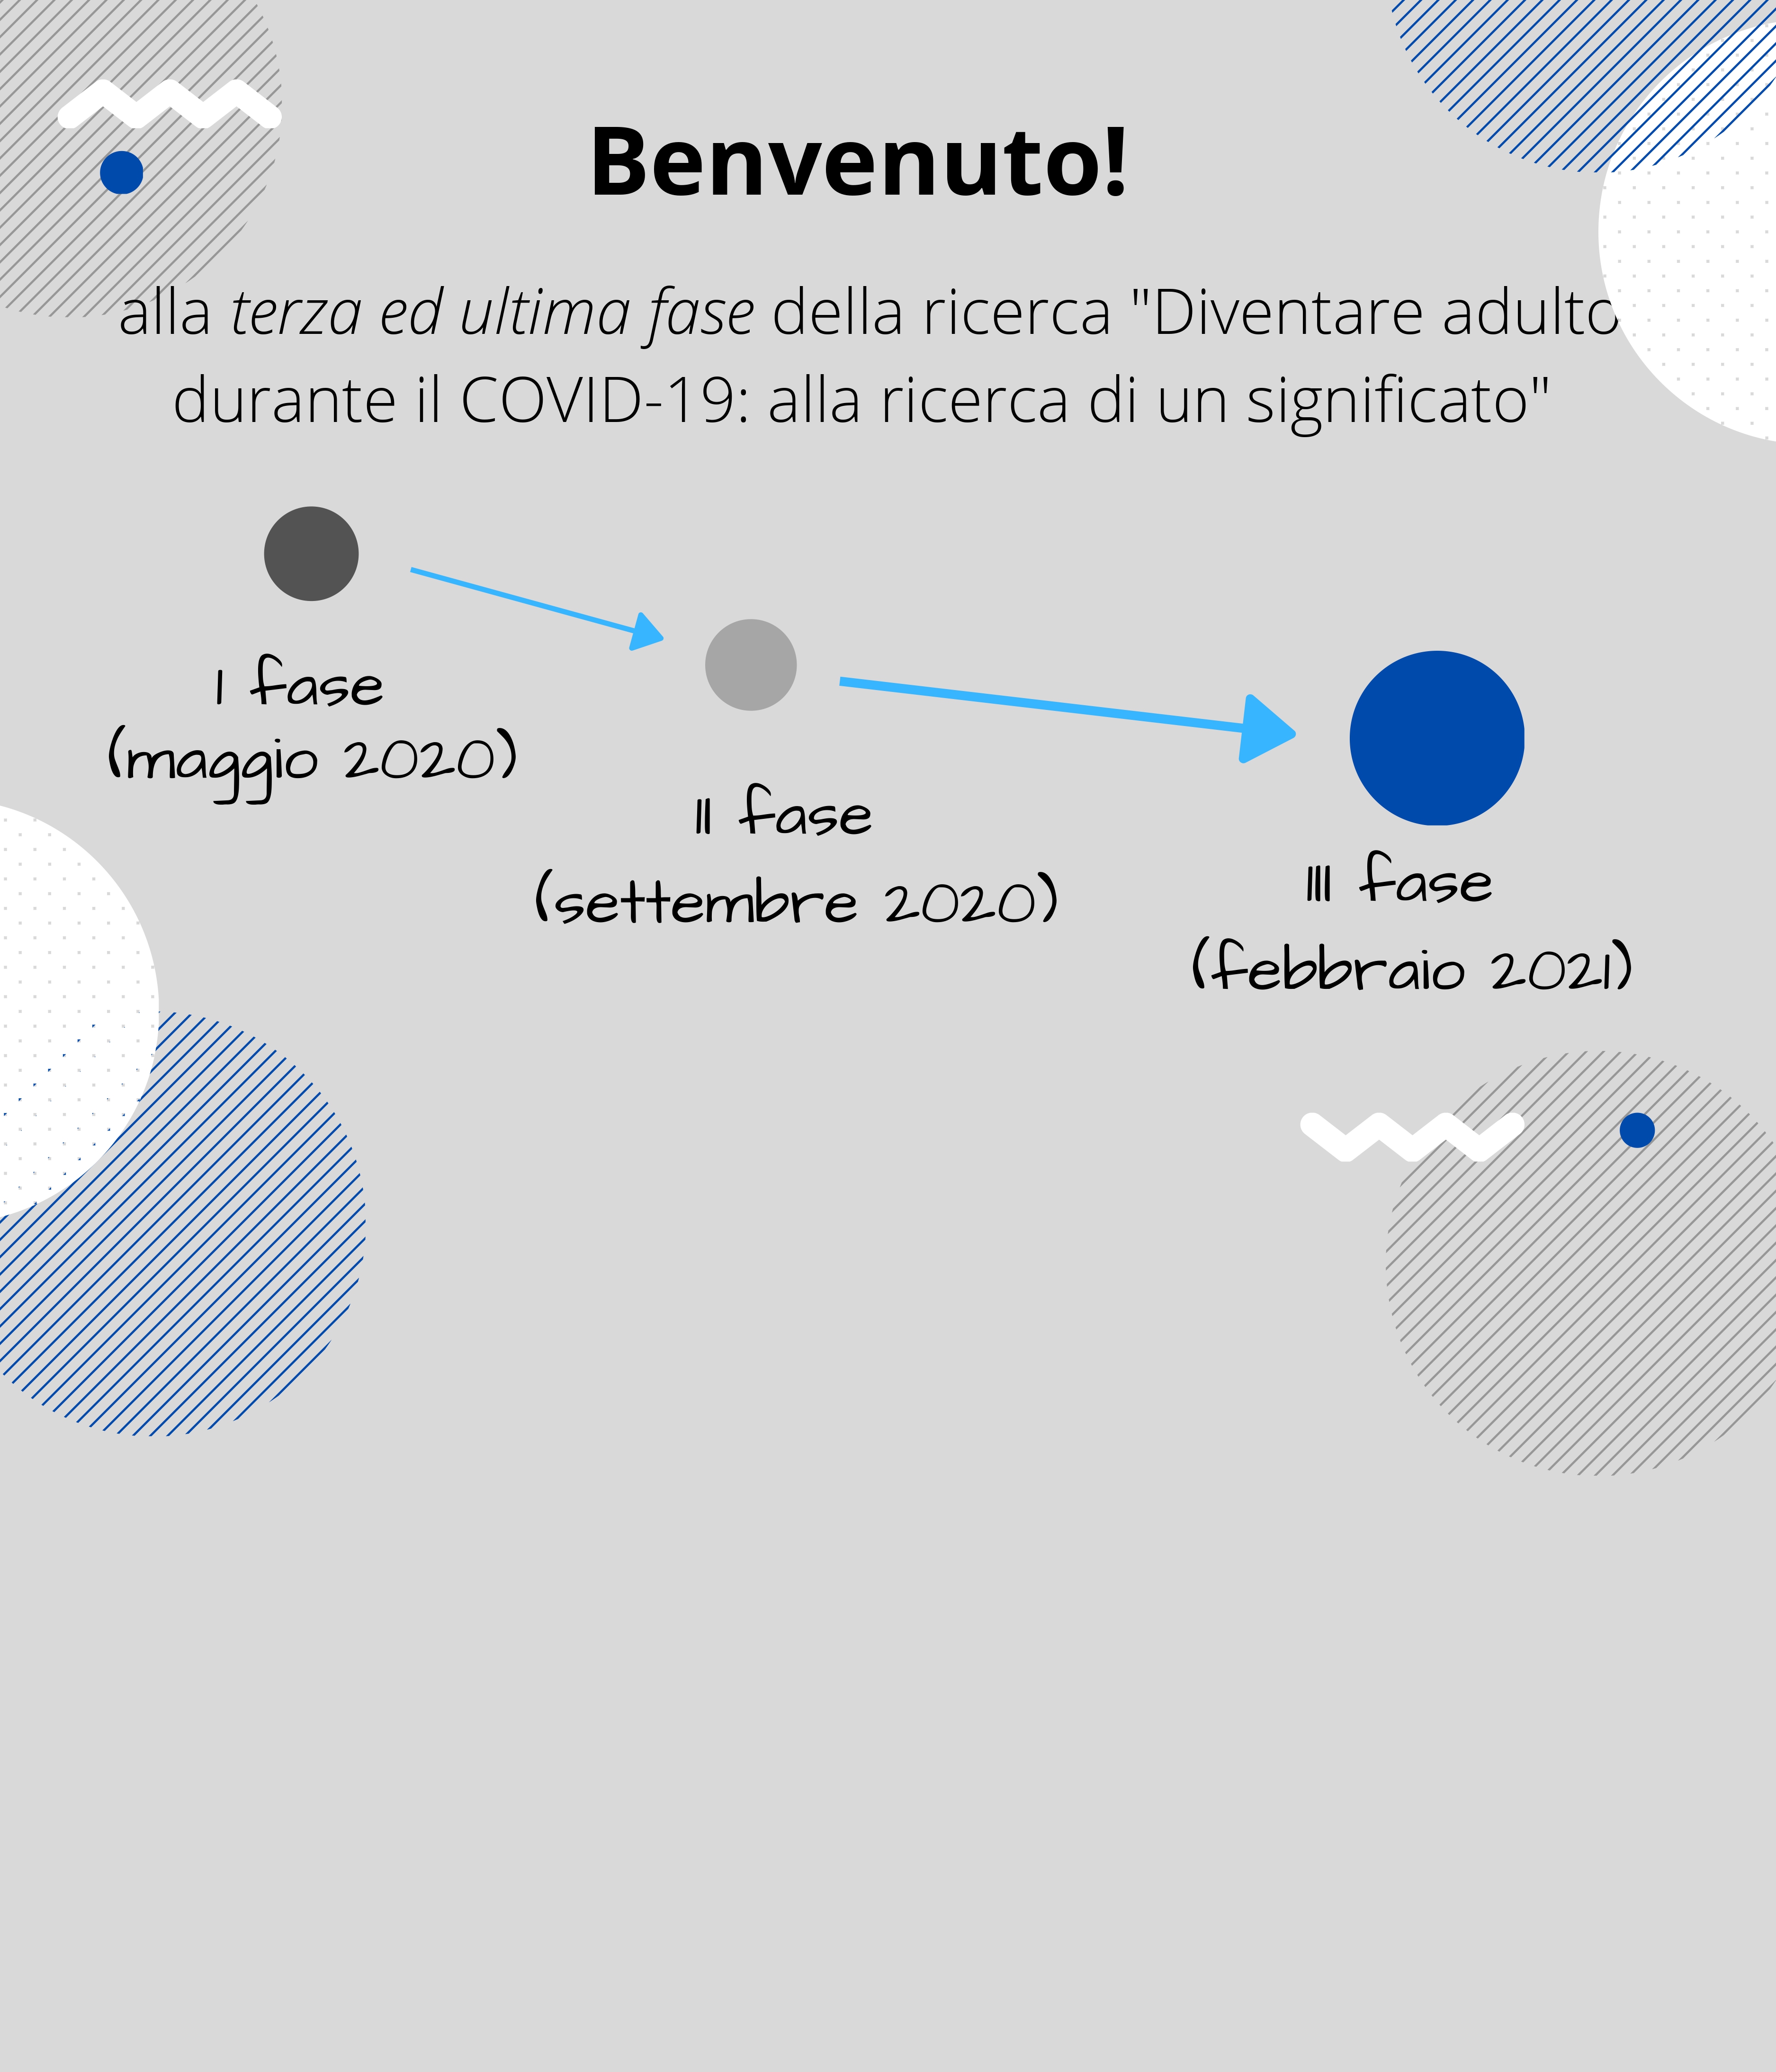 Benvenuto!
alla terza ed ultima fase della ricerca "Diventare adulto
durante il COVID-19: alla ricerca di un significato"
I fase
(maggio 2020)
II fase
(settembre 2020)
III fase
(febbraio 2021)